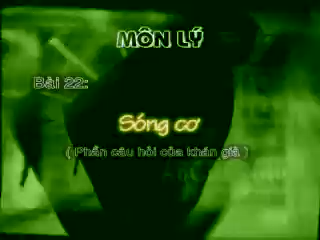 MÔN LÝ
Bài 22:
Sóng cơ
( Phần câu hỏi của khán giả )